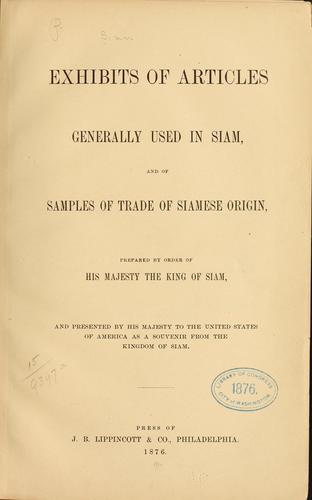 EXHIBITS OF ARTICLES
GENERALLY USED IN SIAM,
AND OF
SAMPLES OF TRADE OF SIAMESE ORIGIN,
PREPARED BY ORDER OF
HIS MAJESTY THE KING OF SIAM,
AND PRESENTED BY HIS MAJESTY TO THE UNITED STATES
OF AMERICA AS A SOUVENIR FROM THE
KINGDOM OF SIAM.
LIBRARY OF CONGRESS
1876.
CITY OF WASHINGTON
PRESS OF
J. B. LIPPINCOTT & CO., PHILADELPHIA.
1876.